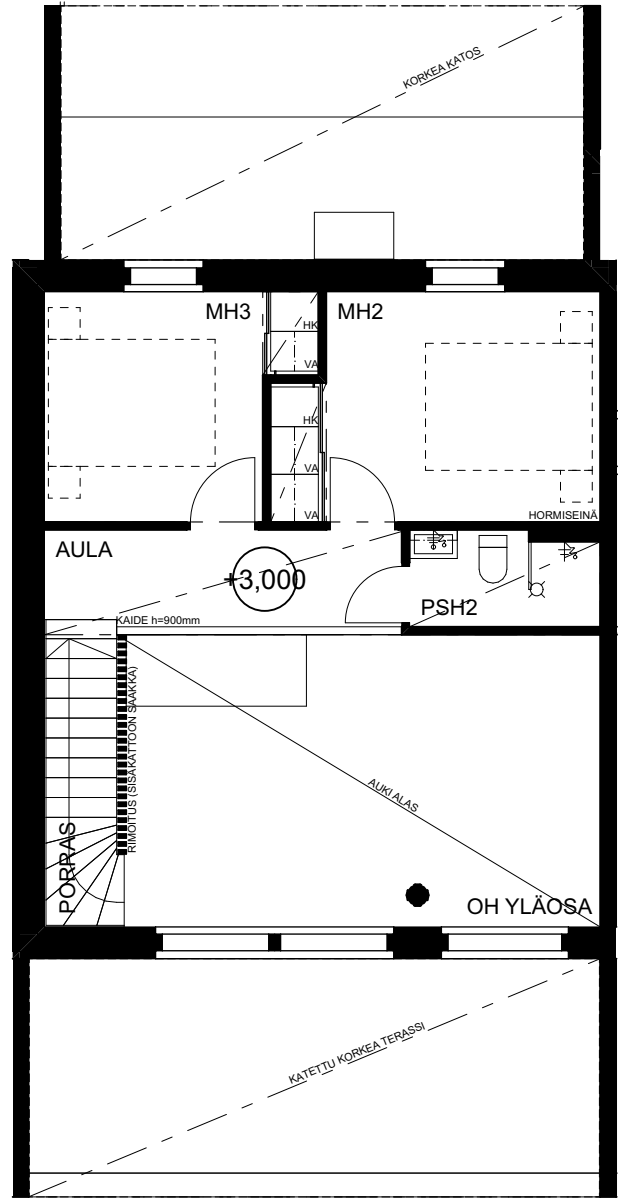 KORKEA KATOS
MH3
MH2
HK
VA
HK
VA
VA
HORMISEINÄ
AULA
+3,000
PSH2
KAIDE h=900mm
RIMOITUS (SISÄKATTOON SAAKKA)
AUKI ALAS
PORRAS
OH YLÄOSA
KATETTU KORKEA TERASSI